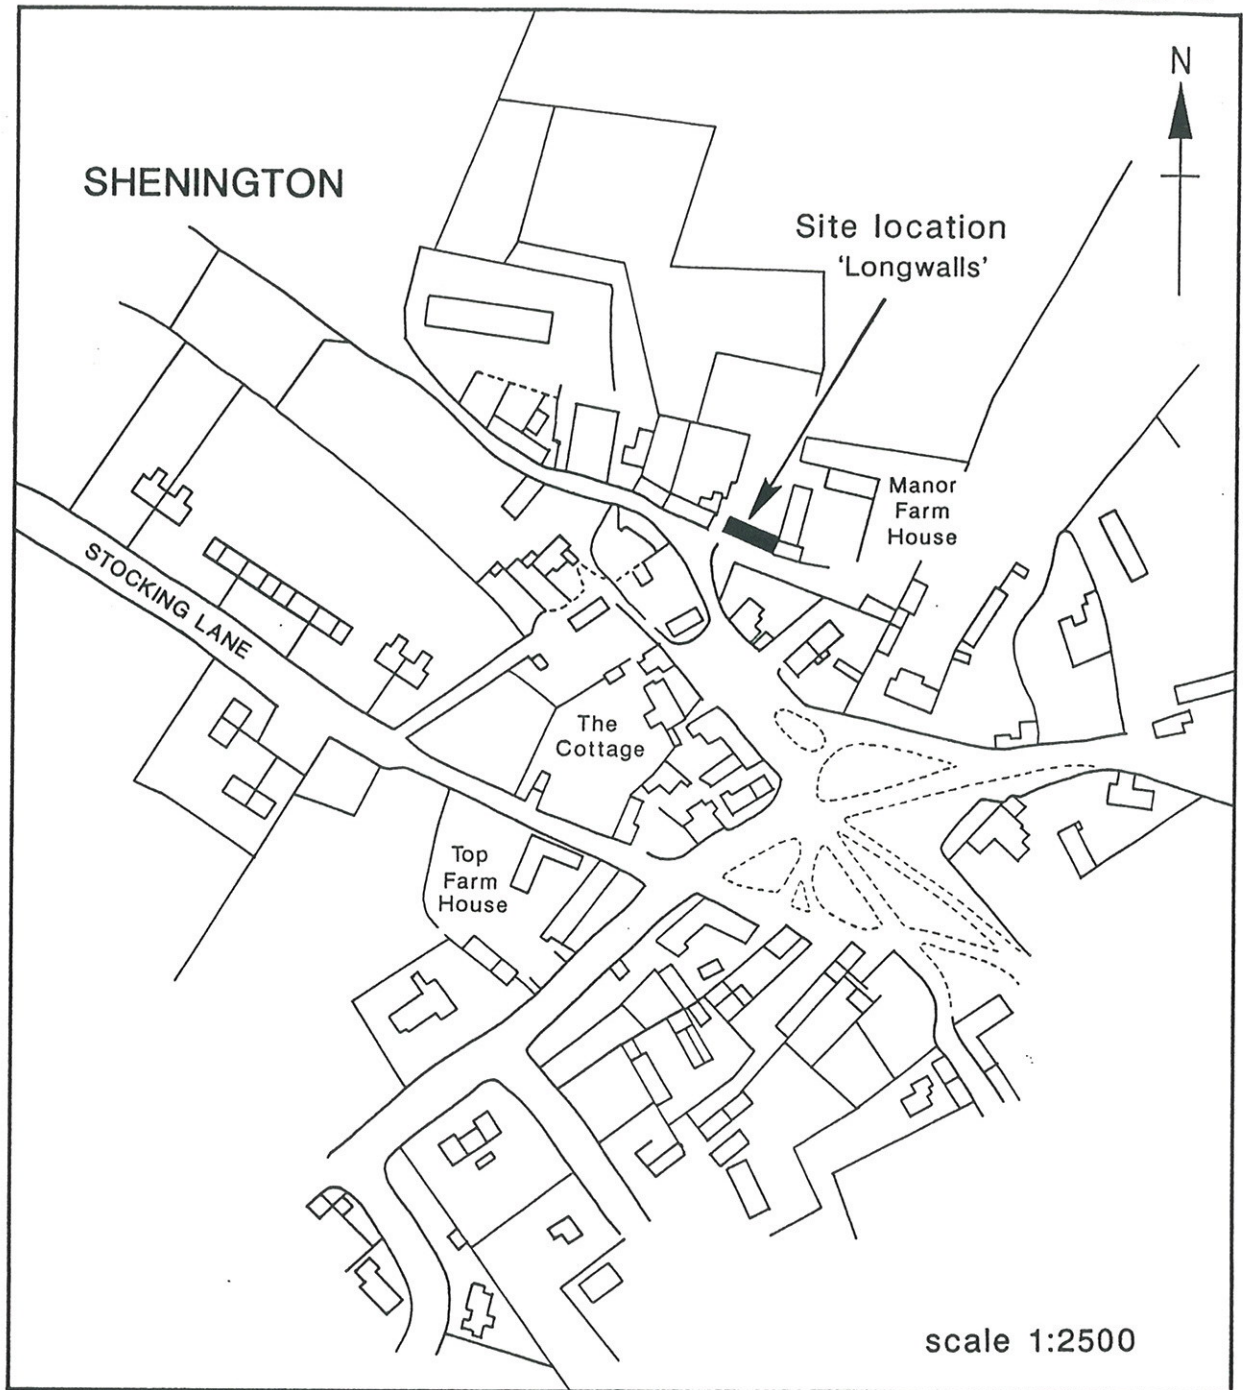 N
SHENINGTON
Site location
'Longwalls'
Manor
Farm
House
STOCKING LANE
The
Cottage
Top
Farm
House
scale 1:2500